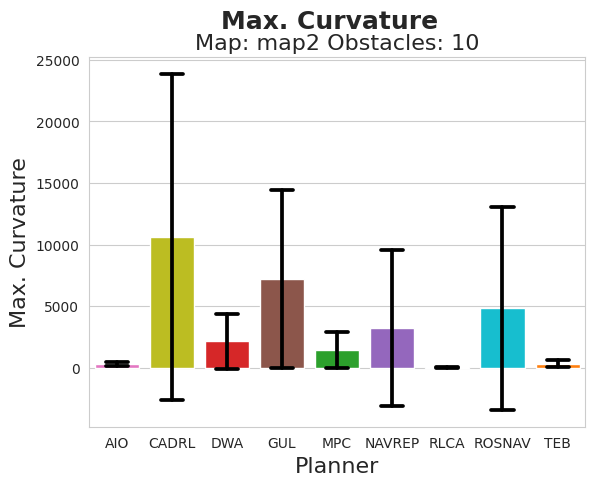 Max. Curvature
Map: map2 Obstacles: 10
Max. Curvature
25000
20000
15000
10000
5000
0
AIO CADRL DWA GUL MPC NAVREP RLCA ROSNAV TEB
Planner